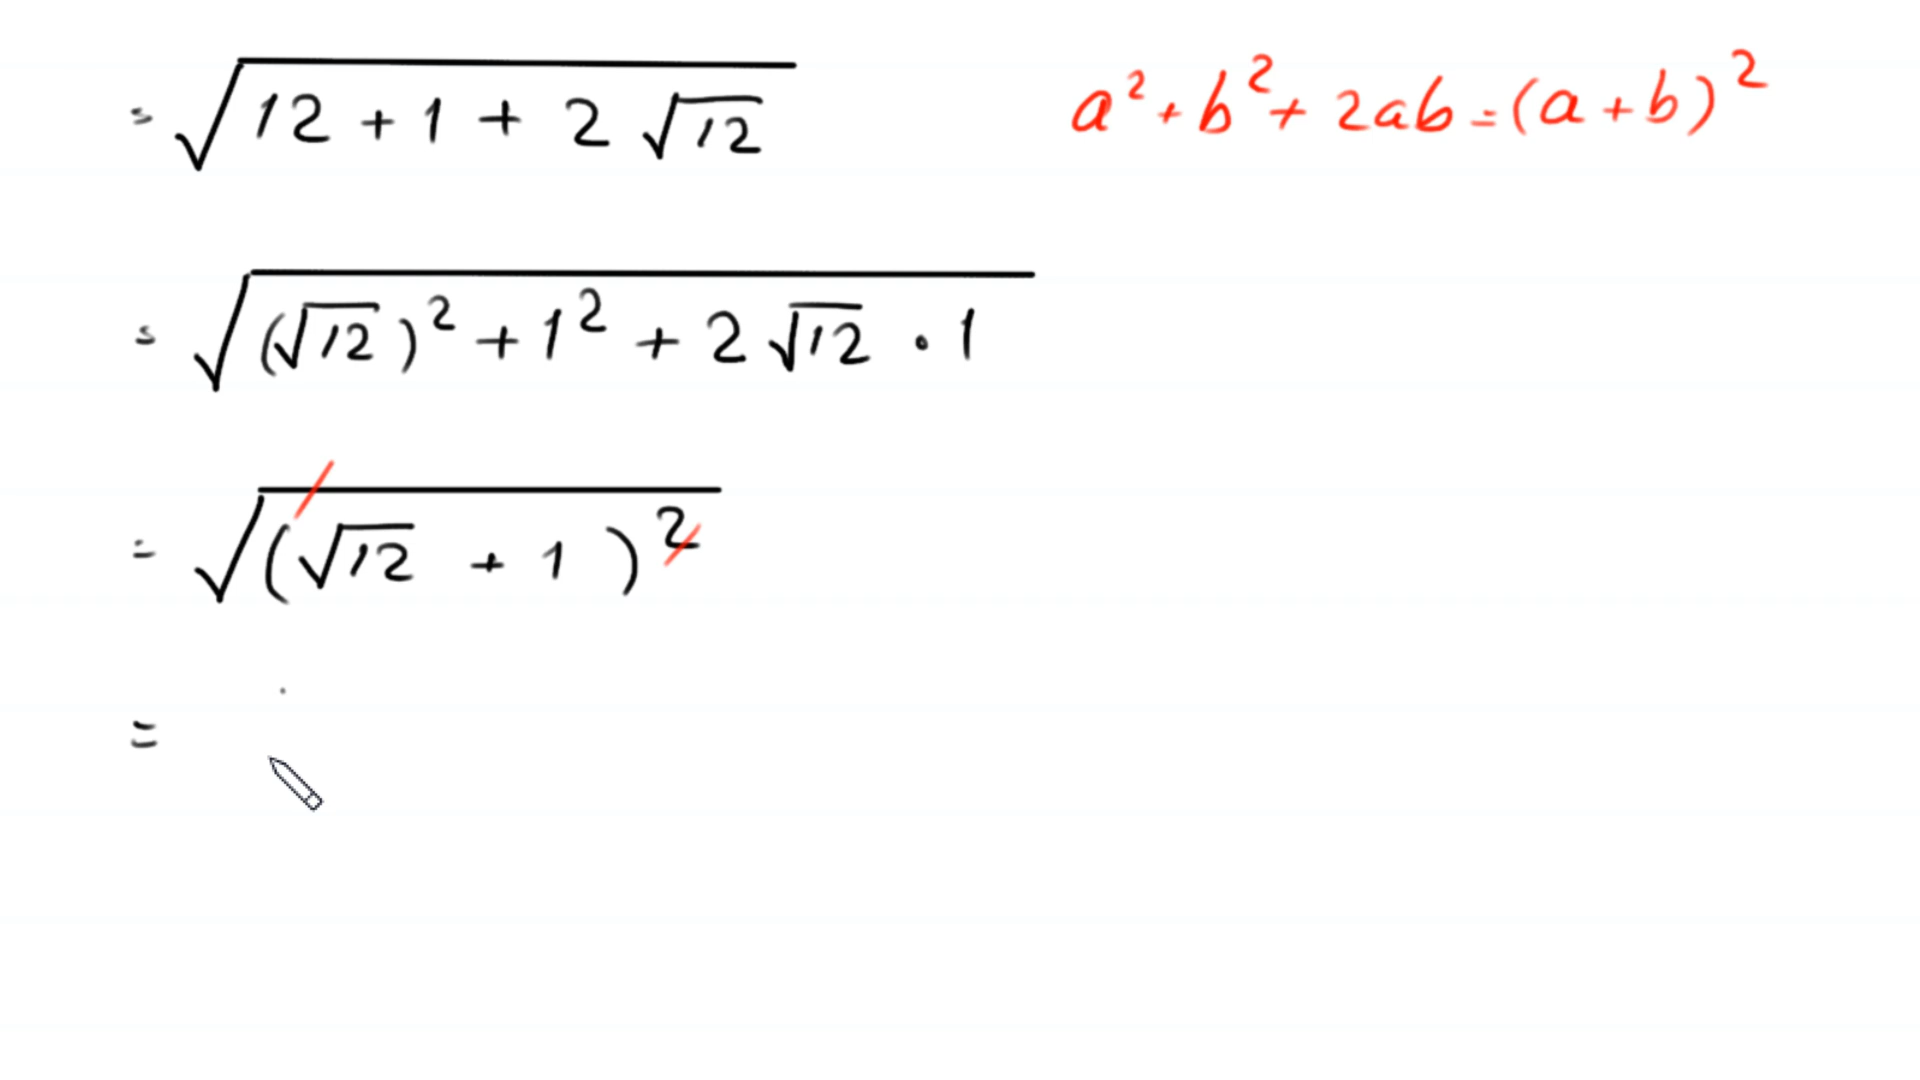 = √(12 + 1 + 2 √12)
a² + b² + 2ab = (a + b)²
= √((√12)² + 1² + 2 √12 · 1)
= √((√12 + 1)²)
=